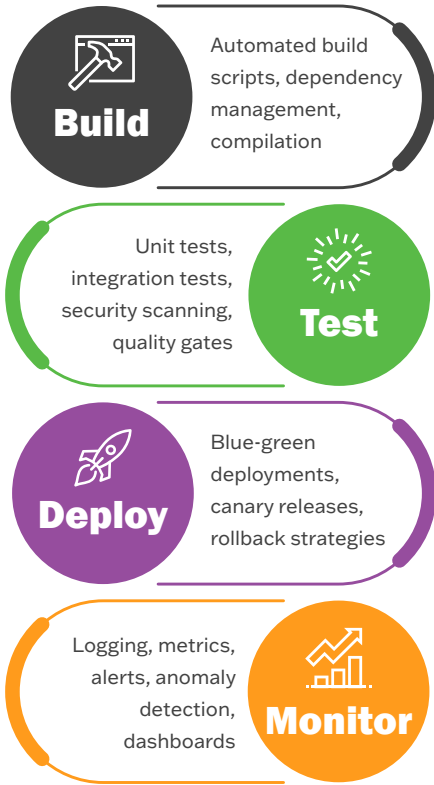 Build
Automated build
scripts, dependency
management,
compilation
Unit tests,
integration tests,
security scanning,
quality gates
Test
Deploy
Blue-green
deployments,
canary releases,
rollback strategies
Logging, metrics,
alerts, anomaly
detection,
dashboards
Monitor